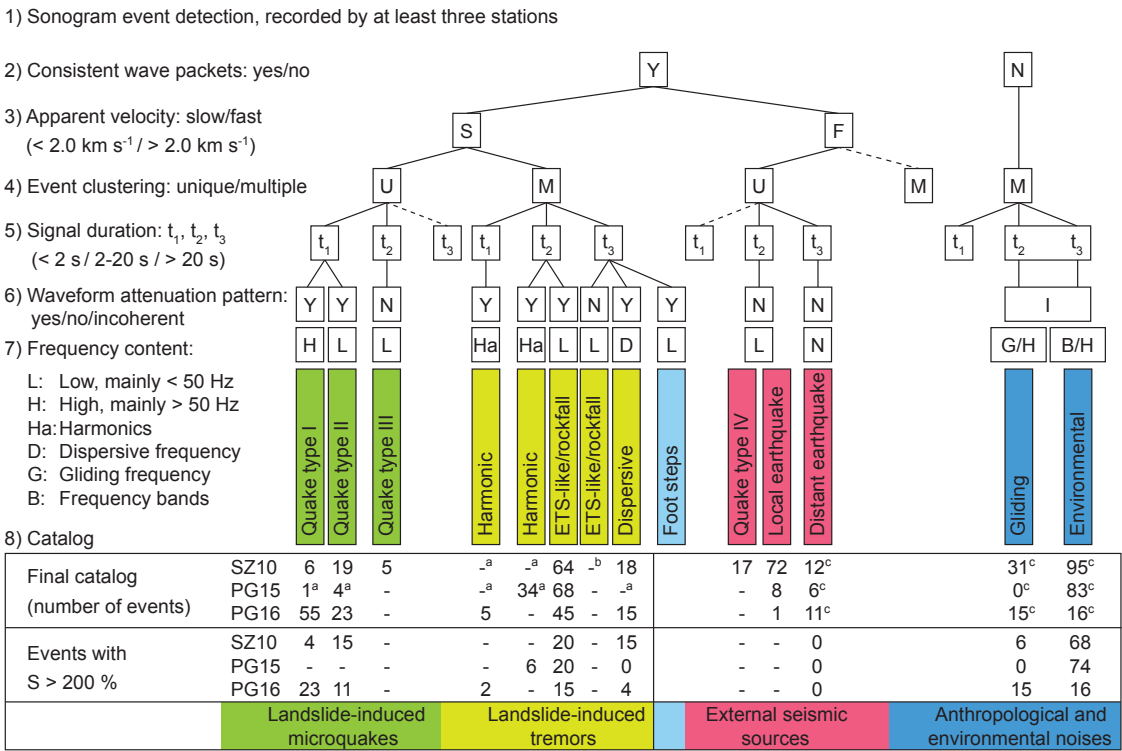 1) Sonogram event detection, recorded by at least three stations
2) Consistent wave packets: yes/no
Y N
3) Apparent velocity: slow/fast
(< 2.0 km s⁻¹ / > 2.0 km s⁻¹)
S F
4) Event clustering: unique/multiple
U M U M M
5) Signal duration: t₁, t₂, t₃
(< 2 s / 2-20 s / > 20 s)
t₁ t₂ t₃ t₁ t₂ t₃ t₁ t₂ t₃ t₁ t₂ t₃
6) Waveform attenuation pattern:
yes/no/incoherent
Y Y N Y Y Y N Y Y N N I
7) Frequency content:
H L L Ha Ha L L D L L N G/H B/H
L: Low, mainly < 50 Hz
H: High, mainly > 50 Hz
Ha: Harmonics
D: Dispersive frequency
G: Gliding frequency
B: Frequency bands
Quake type I
Quake type II
Quake type III
Harmonic
Harmonic
ETS-like/rockfall
ETS-like/rockfall
Dispersive
Foot steps
Quake type IV
Local earthquake
Distant earthquake
Gliding
Environmental
8) Catalog
Final catalog
(number of events)
SZ10 6 19 5 -ᵃ -ᵃ 64 -ᵇ 18 17 72 12ᶜ 31ᶜ 95ᶜ
PG15 1ᵃ 4ᵃ - -ᵃ 34ᵃ 68 - -ᵃ - 8 6ᶜ 0ᶜ 83ᶜ
PG16 55 23 5 - 45 - 15 - 1 11ᶜ 15ᶜ 16ᶜ
Events with
S > 200 %
SZ10 4 15 - - - 20 - 15 - - 0 6 68
PG15 - - - - 6 20 - 0 - - 0 0 74
PG16 23 11 - 2 - 15 - 4 - - 0 15 16
Landslide-induced
microquakes
Landslide-induced
tremors
External seismic
sources
Anthropological and
environmental noises